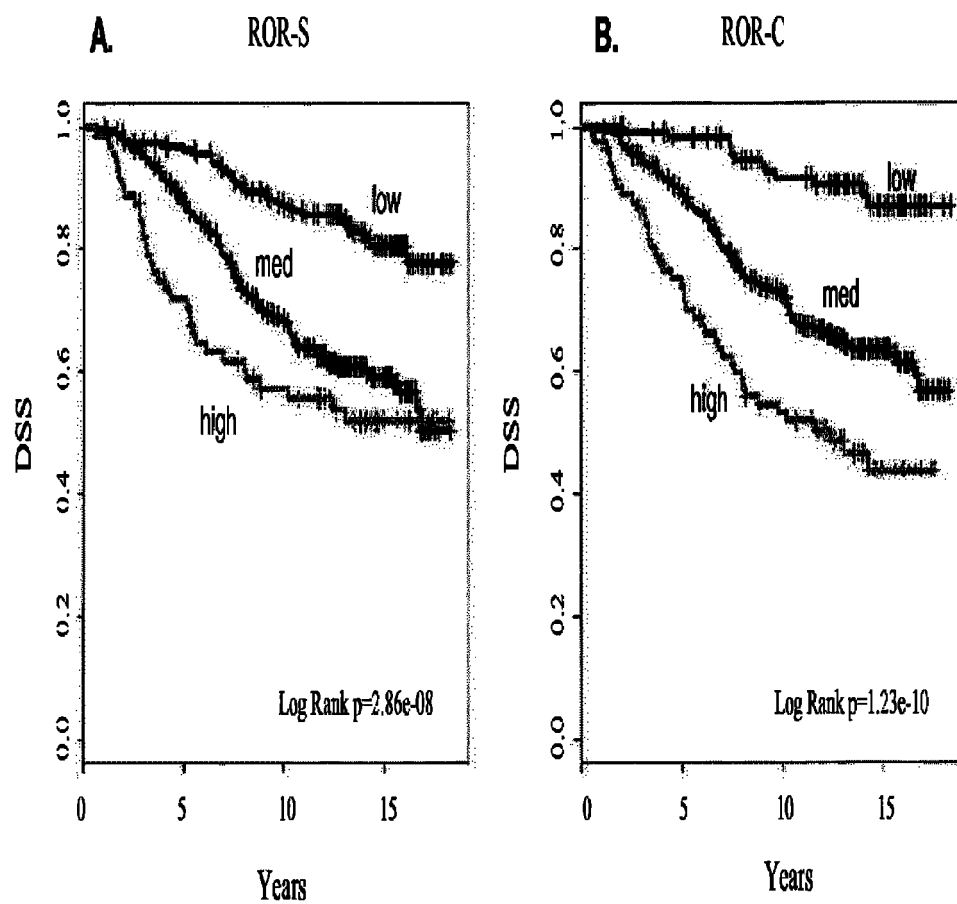 A. ROR-S
1.0
0.8
0.6
0.4
0.2
0.0
DSS
low
med
high
Log Rank p=2.86e-08
0 5 10 15
Years
B. ROR-C
1.0
0.8
0.6
0.4
0.2
0.0
DSS
low
med
high
Log Rank p=1.23e-10
0 5 10 15
Years